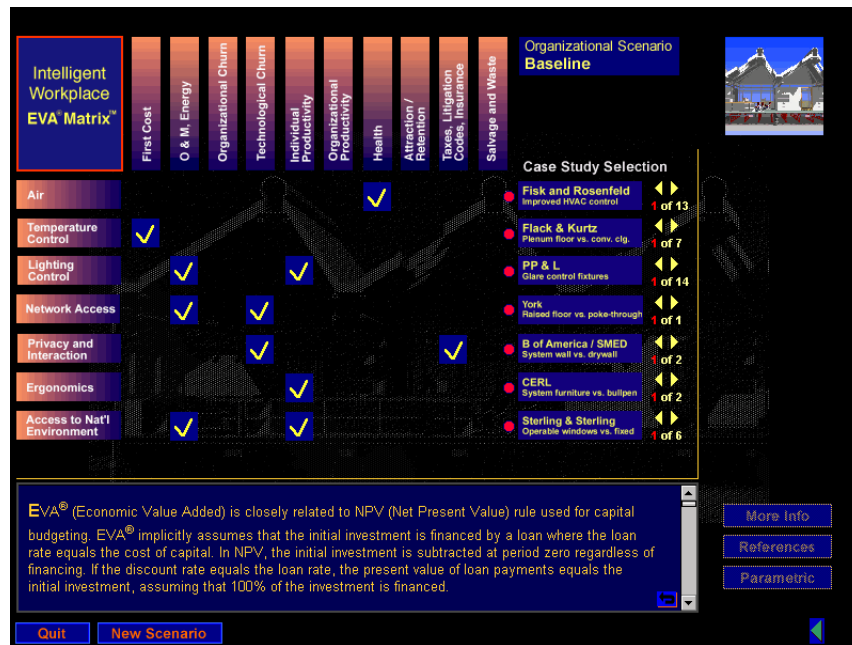 Intelligent
Workplace
EVA® Matrix™
First Cost
O & M, Energy
Organizational Churn
Technological Churn
Individual
Productivity
Organizational
Productivity
Health
Attraction /
Retention
Taxes, Litigation
Codes, Insurance
Salvage and Waste
Organizational Scenario
Baseline
Case Study Selection
Air
Fisk and Rosenfeld
Improved HVAC control
1 of 13
Temperature
Control
Flack & Kurtz
Plenum floor vs. conv. clg.
1 of 7
Lighting
Control
PP & L
Glare control fixtures
1 of 14
Network Access
York
Raised floor vs. poke-through
1 of 1
Privacy and
Interaction
B of America / SMED
System wall vs. drywall
1 of 2
Ergonomics
CERL
System furniture vs. bullpen
1 of 2
Access to Nat'l
Environment
Sterling & Sterling
Operable windows vs. fixed
1 of 6
EVA® (Economic Value Added) is closely related to NPV (Net Present Value) rule used for capital
budgeting. EVA® implicitly assumes that the initial investment is financed by a loan where the loan
rate equals the cost of capital. In NPV, the initial investment is subtracted at period zero regardless of
financing. If the discount rate equals the loan rate, the present value of loan payments equals the
initial investment, assuming that 100% of the investment is financed.
More Info
References
Parametric
Quit
New Scenario